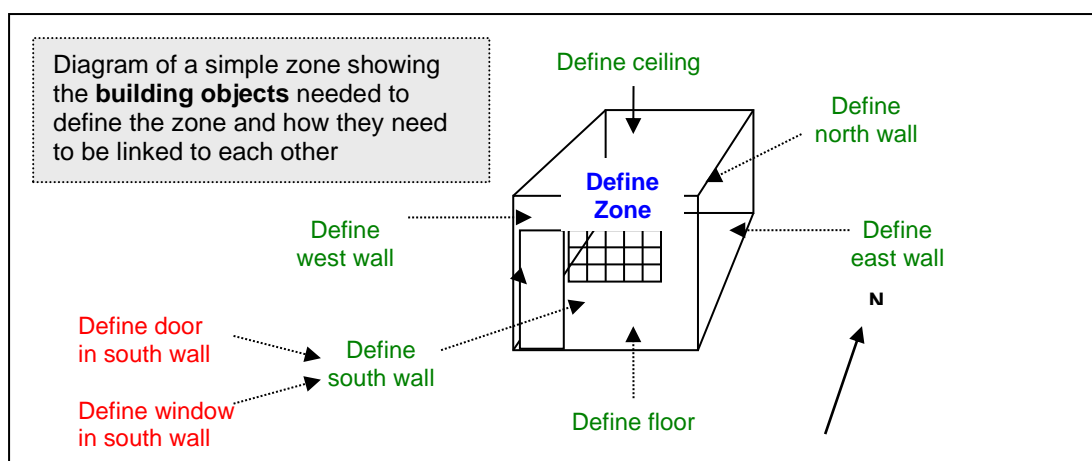 Diagram of a simple zone showing
the building objects needed to
define the zone and how they need
to be linked to each other
Define ceiling
Define
north wall
Define
Zone
Define
west wall
Define
east wall
N
Define door
in south wall
Define
south wall
Define window
in south wall
Define floor